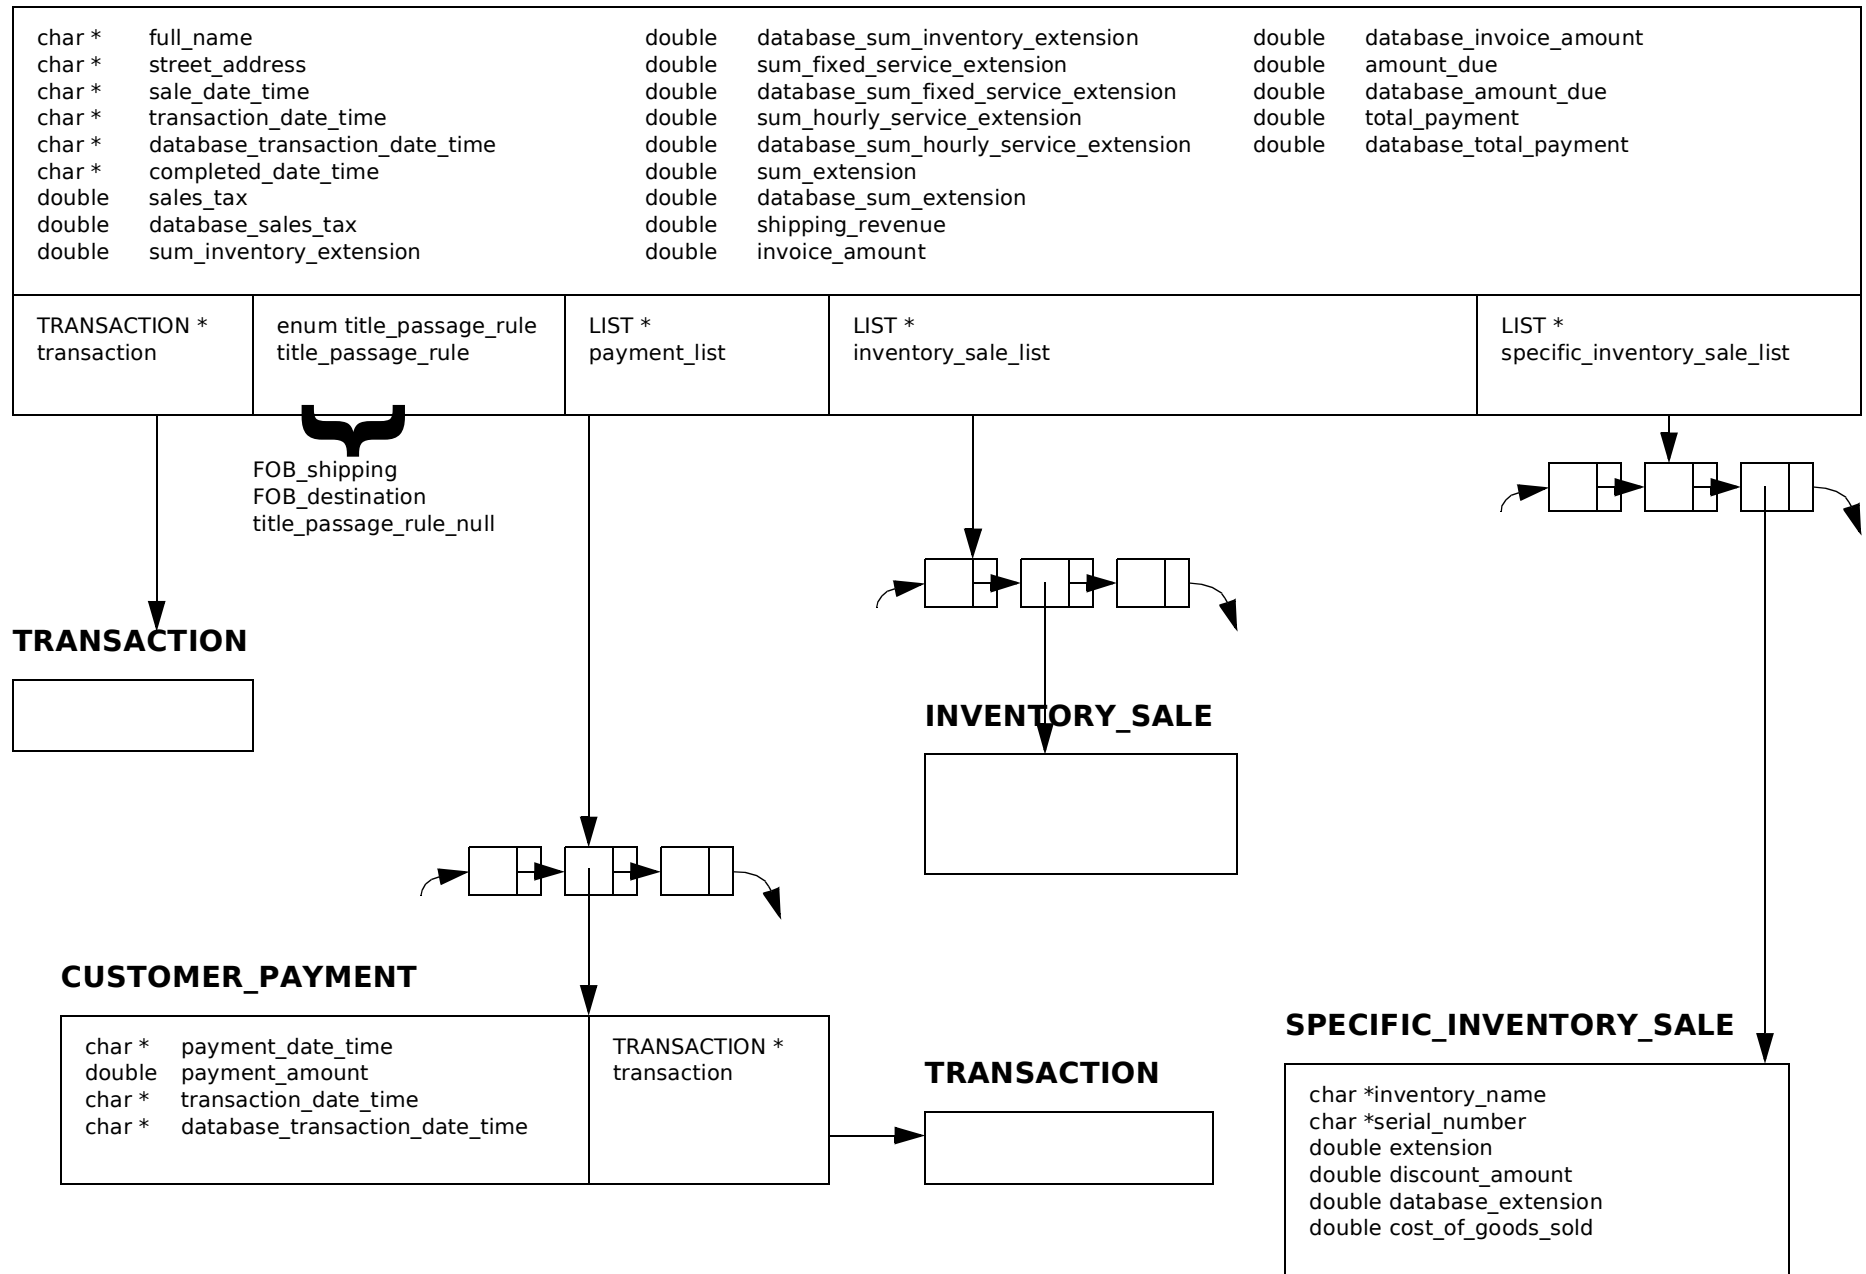 char * full_name
char * street_address
char * sale_date_time
char * transaction_date_time
char * database_transaction_date_time
char * completed_date_time
double sales_tax
double database_sales_tax
double sum_inventory_extension
double database_sum_inventory_extension
double sum_fixed_service_extension
double database_sum_fixed_service_extension
double sum_hourly_service_extension
double database_sum_hourly_service_extension
double sum_extension
double database_sum_extension
double shipping_revenue
double invoice_amount
double database_invoice_amount
double amount_due
double database_amount_due
double total_payment
double database_total_payment
TRANSACTION *
transaction
enum title_passage_rule
title_passage_rule
LIST *
payment_list
LIST *
inventory_sale_list
LIST *
specific_inventory_sale_list
FOB_shipping
FOB_destination
title_passage_rule_null
TRANSACTION
INVENTORY_SALE
CUSTOMER_PAYMENT
char * payment_date_time
double payment_amount
char * transaction_date_time
char * database_transaction_date_time
TRANSACTION *
transaction
TRANSACTION
SPECIFIC_INVENTORY_SALE
char *inventory_name
char *serial_number
double extension
double discount_amount
double database_extension
double cost_of_goods_sold